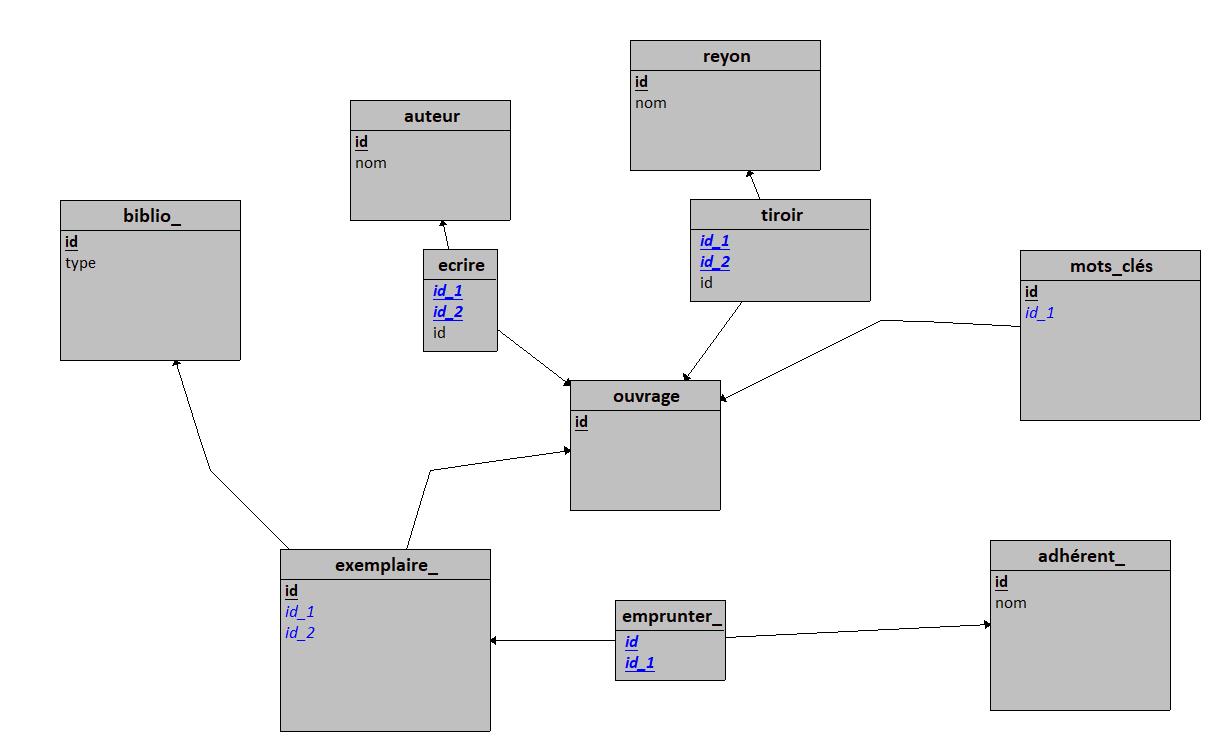 reyon
id
nom
auteur
id
nom
biblio_
id
type
tiroir
id_1
id_2
id
ecrire
id_1
id_2
id
mots_clés
id
id_1
ouvrage
id
exemplaire_
id
id_1
id_2
adhérent_
id
nom
emprunter_
id
id_1